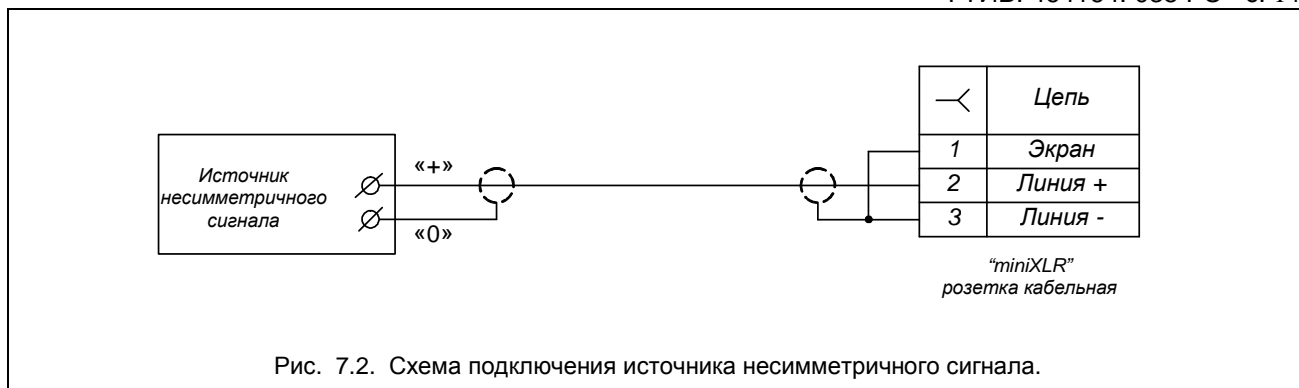 Цепь
Источник
несимметричного
сигнала
«+»
«0»
1 Экран
2 Линия +
3 Линия -
“miniXLR”
розетка кабельная
Рис. 7.2. Схема подключения источника несимметричного сигнала.